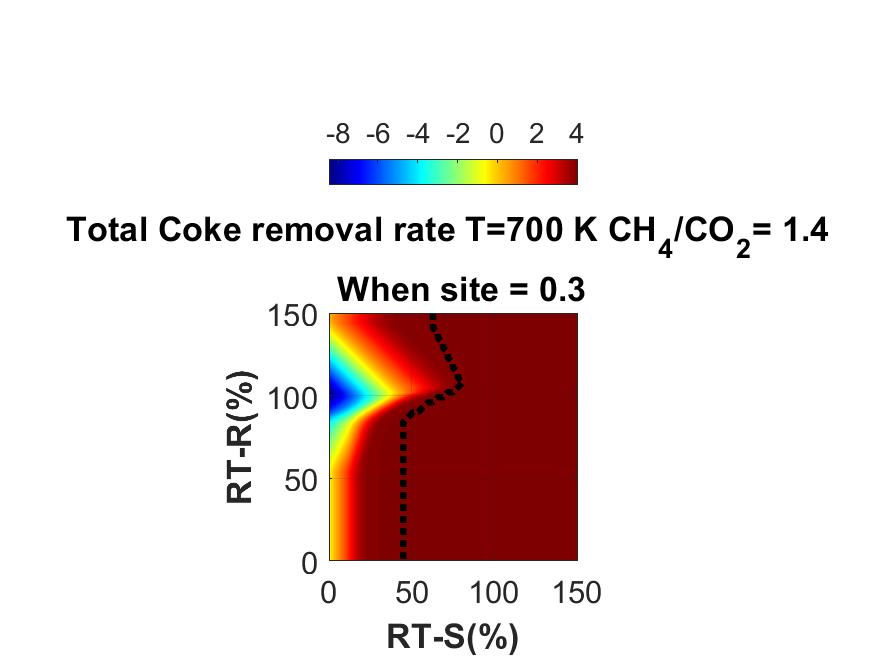 -8 -6 -4 -2 0 2 4
Total Coke removal rate T=700 K CH4/CO2= 1.4
When site = 0.3
150
100
50
0
RT-R(%)
0 50 100 150
RT-S(%)